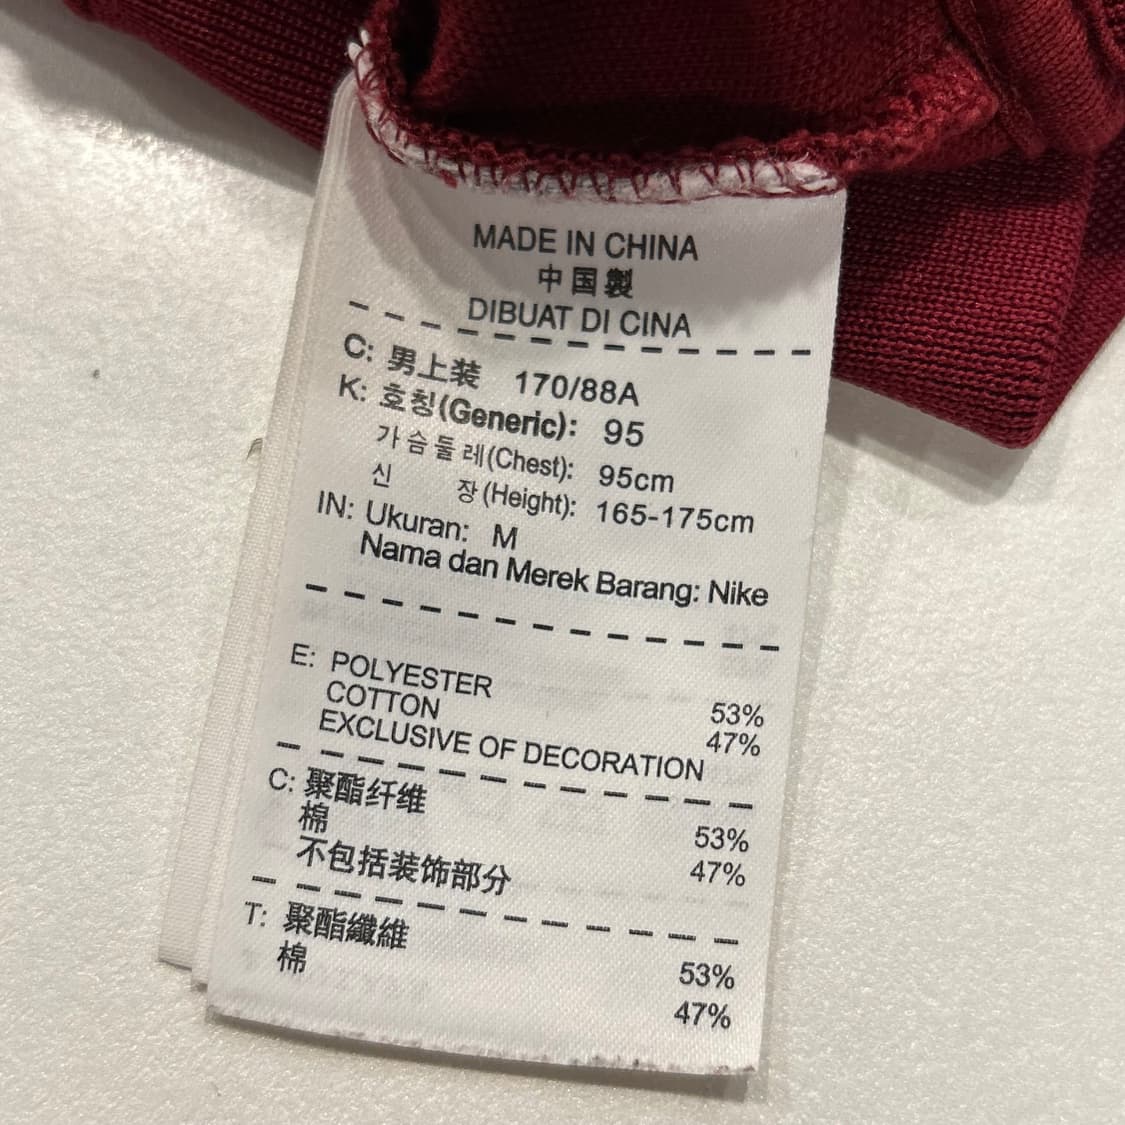 MADE IN CHINA
中国製
DIBUAT DI CINA
C: 男上装 170/88A
K: 호칭(Generic): 95
가슴둘레(Chest): 95cm
신 장(Height): 165-175cm
IN: Ukuran: M
Nama dan Merek Barang: Nike
E: POLYESTER 53%
COTTON 47%
EXCLUSIVE OF DECORATION
C: 聚酯纤维 53%
棉 47%
不包括装饰部分
T: 聚酯纖維 53%
棉 47%